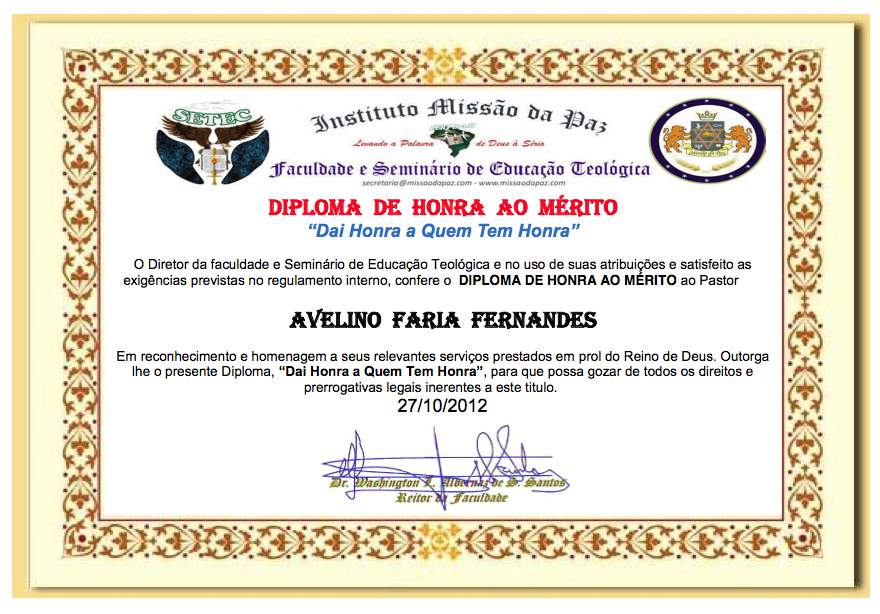 SETEC
Instituto Missão da Paz
Levando a Palavra de Deus à Sério
Faculdade e Seminário de Educação Teológica
secretaria@missaodapaz.com - www.missaodapaz.com
Missão da Paz
DIPLOMA DE HONRA AO MÉRITO
“Dai Honra a Quem Tem Honra”
O Diretor da faculdade e Seminário de Educação Teológica e no uso de suas atribuições e satisfeito as
exigências previstas no regulamento interno, confere o DIPLOMA DE HONRA AO MÉRITO ao Pastor
AVELINO FARIA FERNANDES
Em reconhecimento e homenagem a seus relevantes serviços prestados em prol do Reino de Deus. Outorga
lhe o presente Diploma, “Dai Honra a Quem Tem Honra”, para que possa gozar de todos os direitos e
prerrogativas legais inerentes a este titulo.
27/10/2012
Dr. Washington L. Albornaz de S. Santos
Reitor da Faculdade